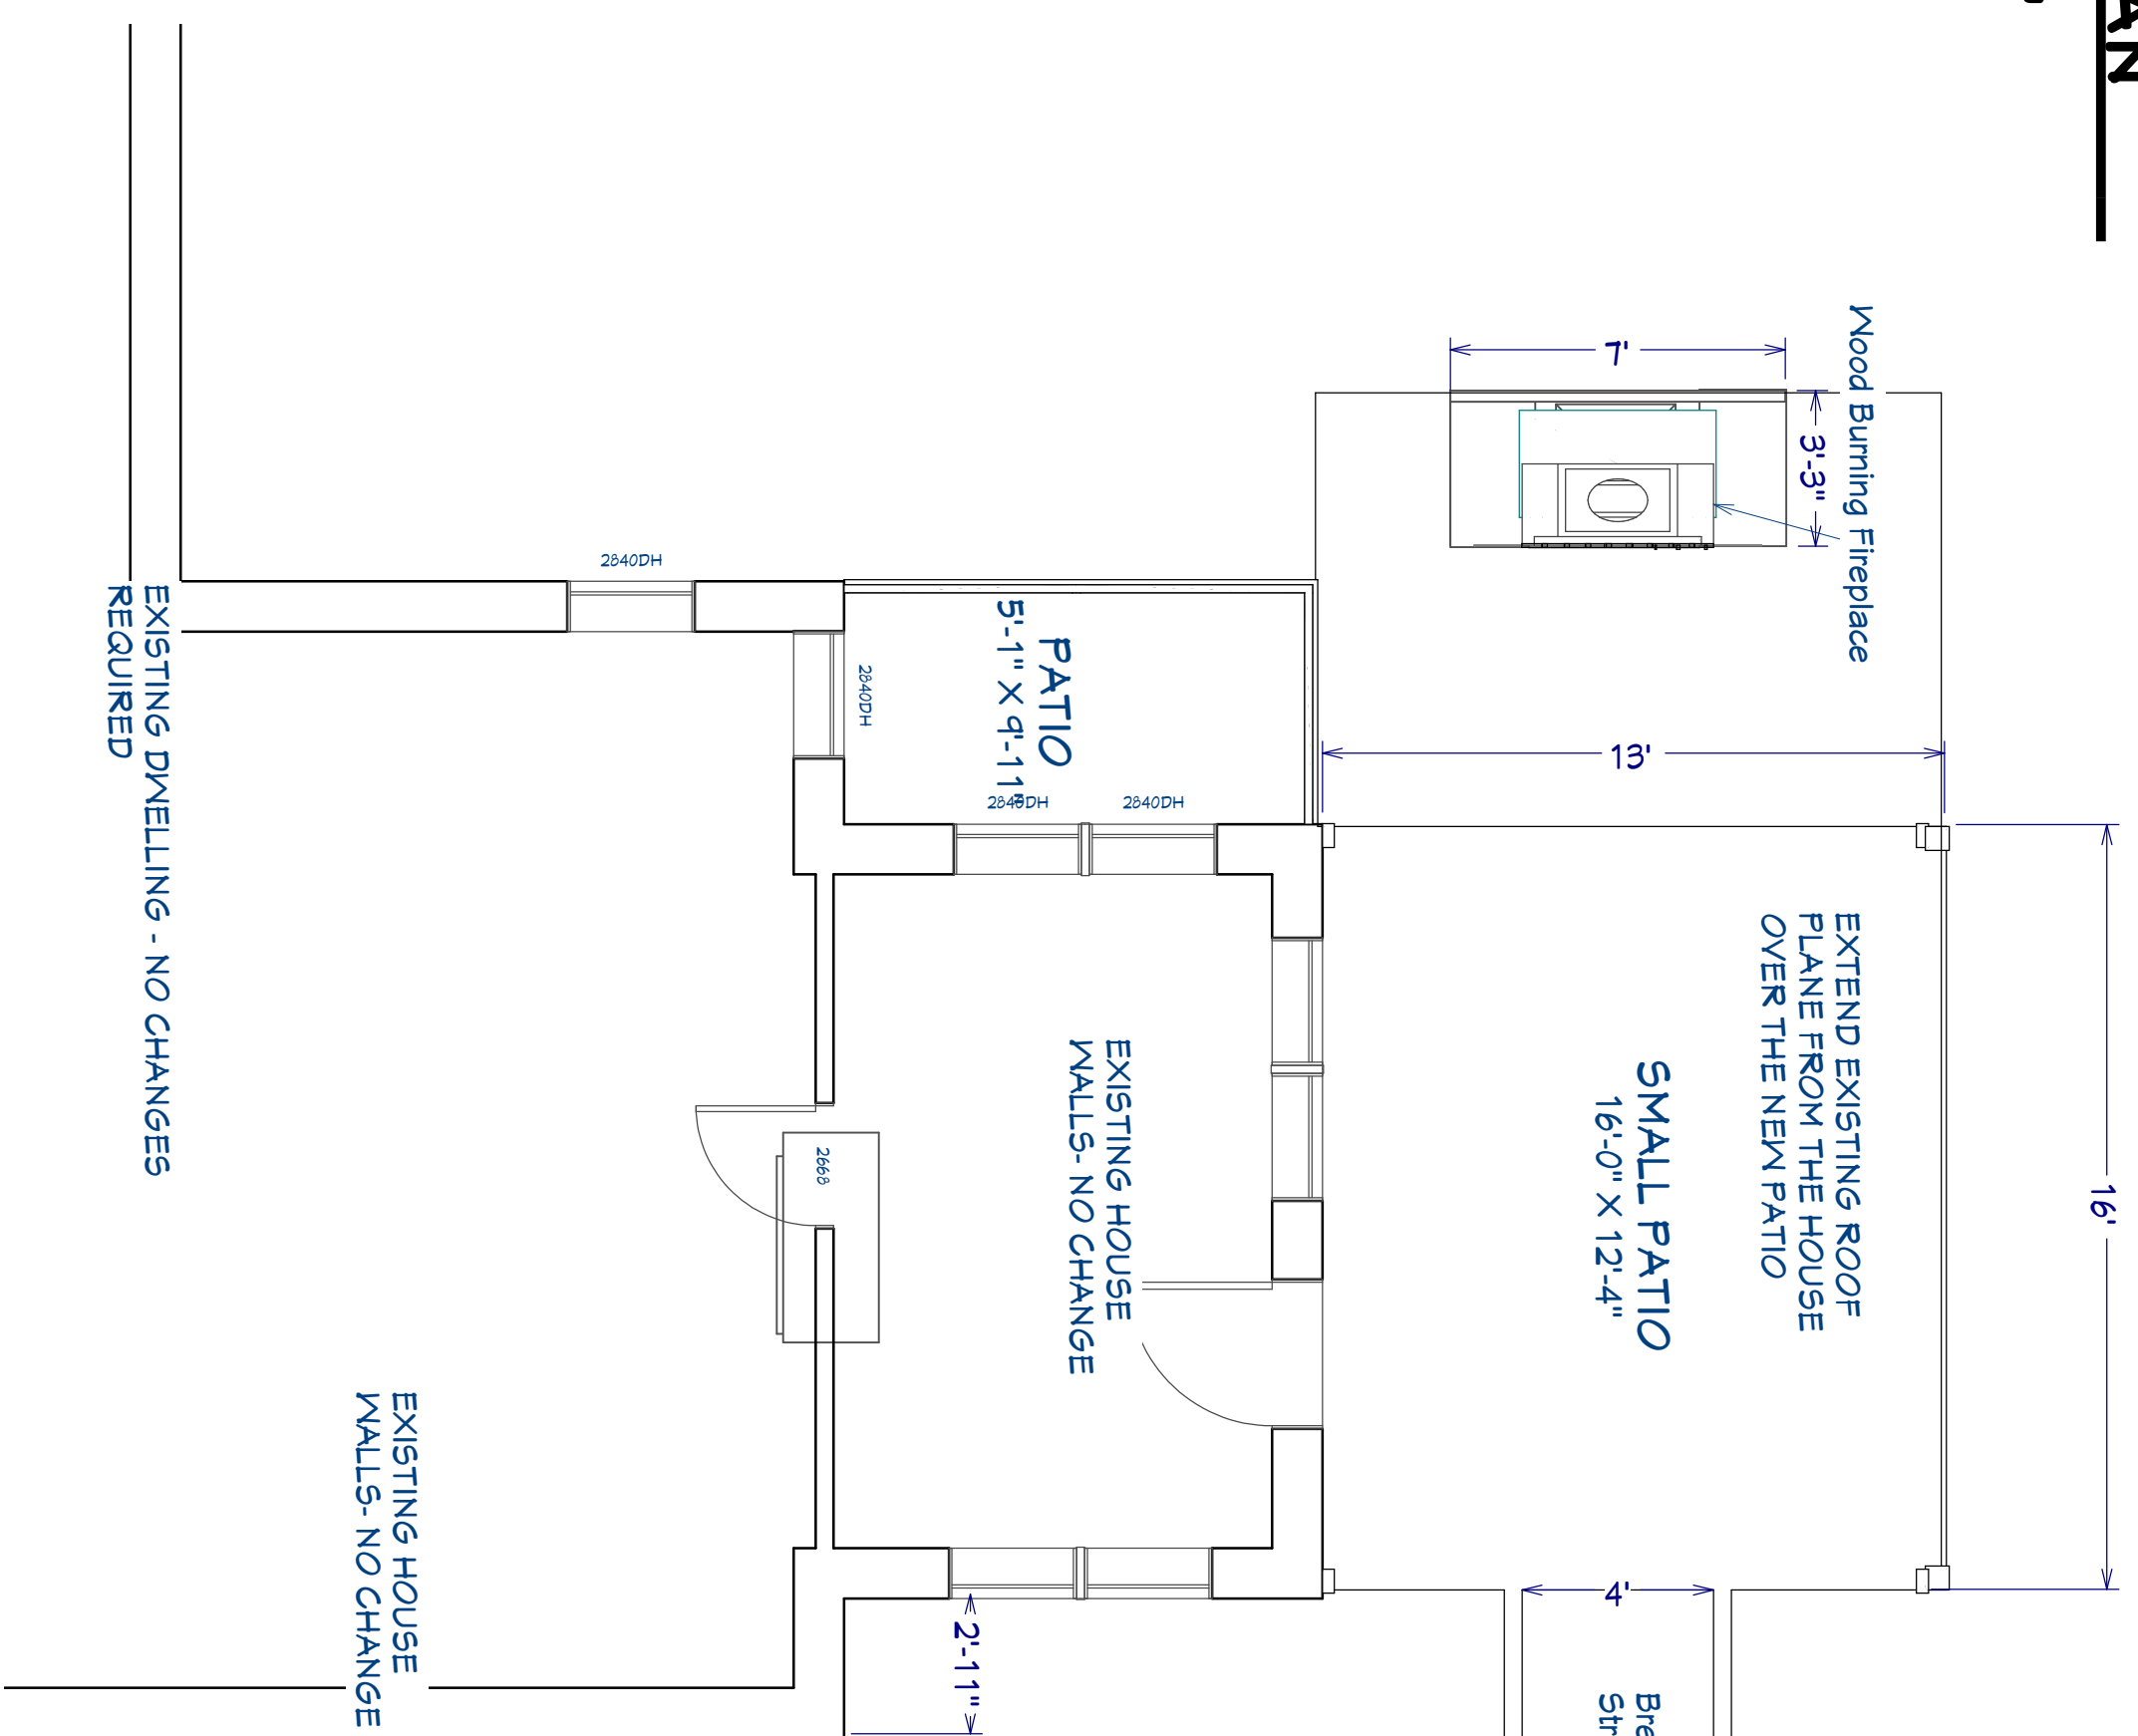 7'
3'-3"
Wood Burning Fireplace
2840DH
PATIO
5'-1" X 9'-11"
2840DH
2840DH
2840DH
13'
EXISTING DWELLING - NO CHANGES
REQUIRED
EXTEND EXISTING ROOF
PLANE FROM THE HOUSE
OVER THE NEW PATIO
SMALL PATIO
16'-0" X 12'-4"
16'
EXISTING HOUSE
WALLS- NO CHANGE
2668
EXISTING HOUSE
WALLS- NO CHANGE
4'
2'-11"